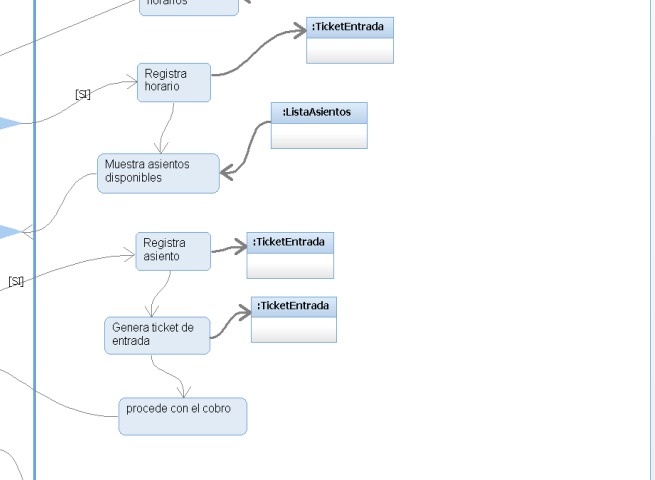 horarios
:TicketEntrada
Registra
horario
[SI]
:ListaAsientos
Muestra asientos
disponibles
Registra
asiento
:TicketEntrada
[SI]
:TicketEntrada
Genera ticket de
entrada
procede con el cobro